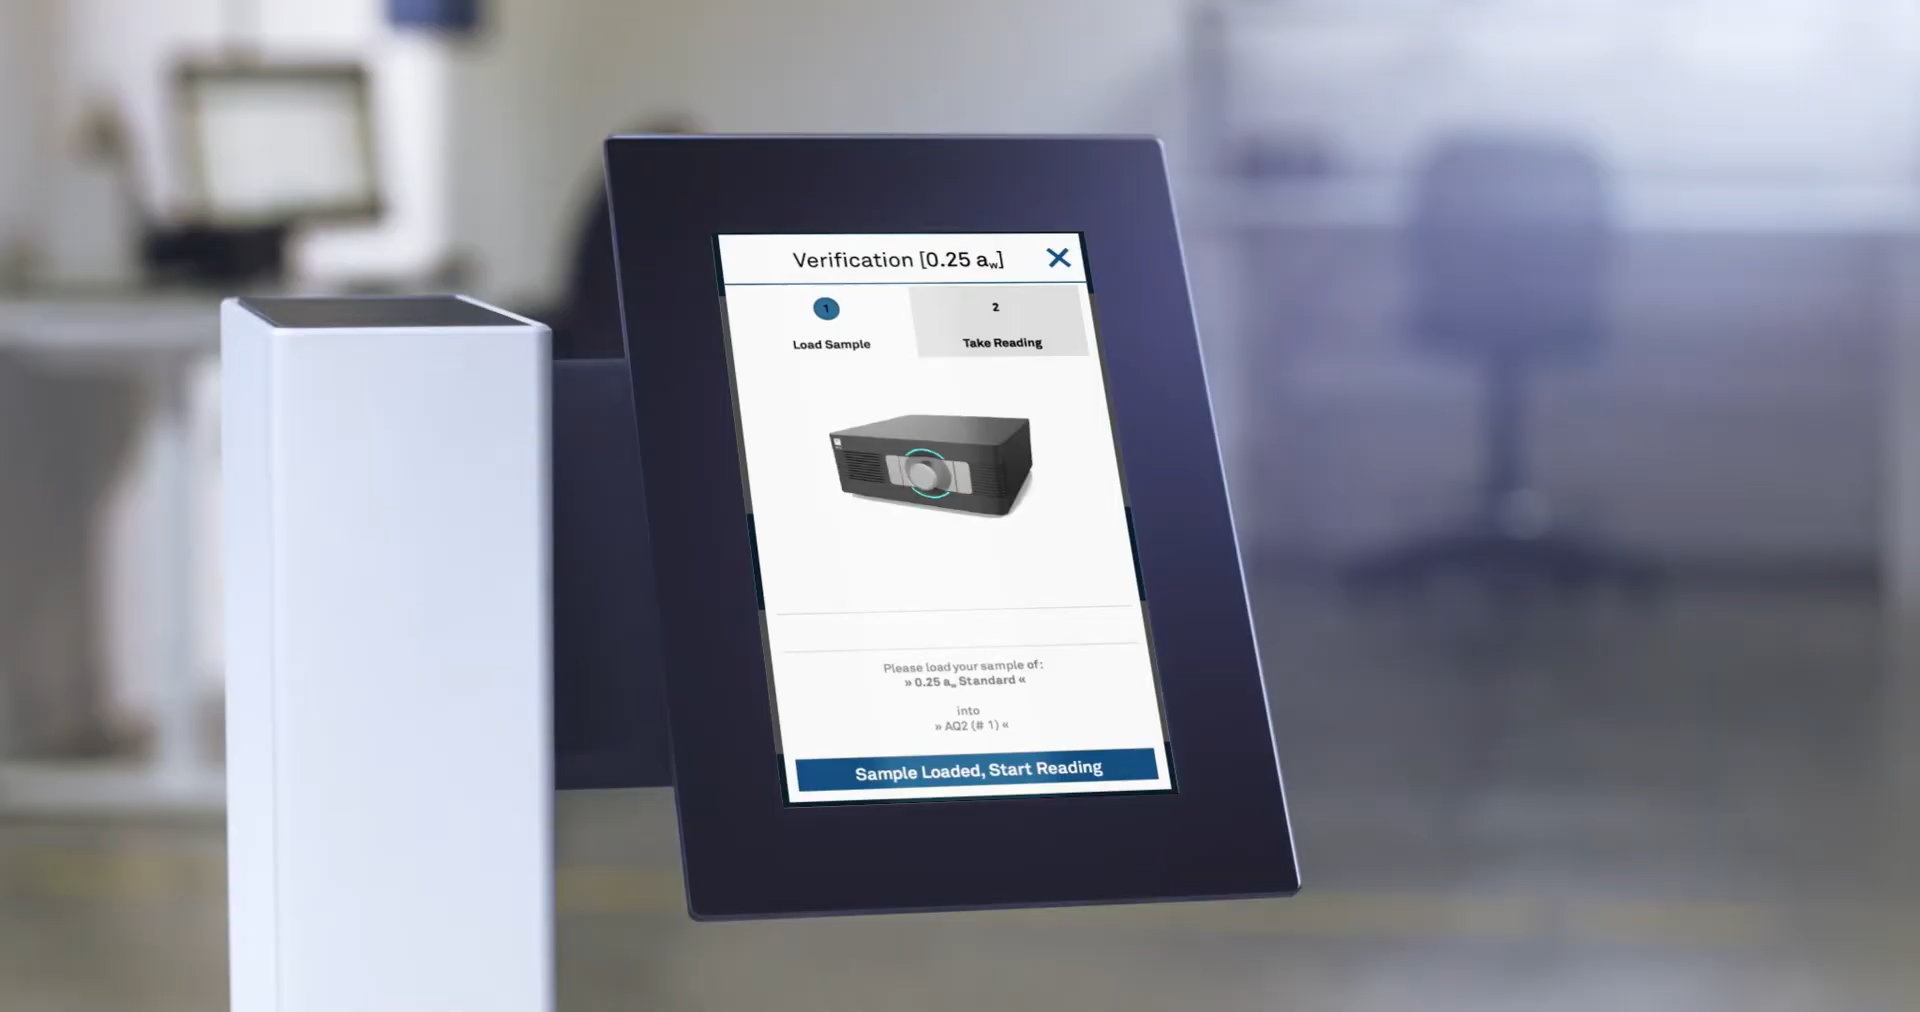 Verification [0.25 aw]
1
2
Load Sample
Take Reading
Please load your sample of:
» 0.25 aw Standard «
into
» AQ2 (# 1) «
Sample Loaded, Start Reading